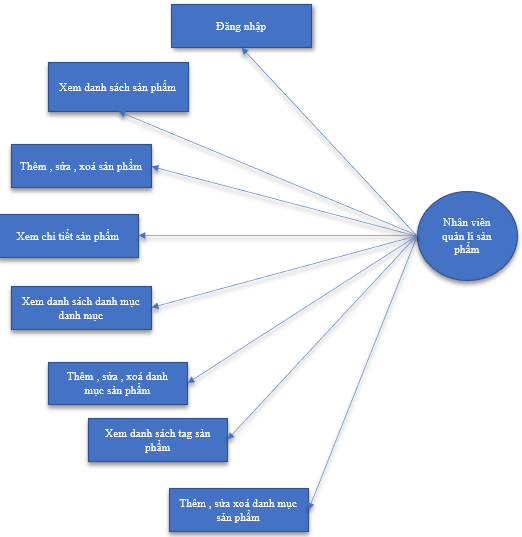 Đăng nhập
Xem danh sách sản phẩm
Thêm , sửa , xoá sản phẩm
Xem chi tiết sản phẩm
Nhân viên
quản lí sản
phẩm
Xem danh sách danh mục
danh mục
Thêm , sửa , xoá danh
mục sản phẩm
Xem danh sách tag sản
phẩm
Thêm , sửa xoá danh mục
sản phẩm